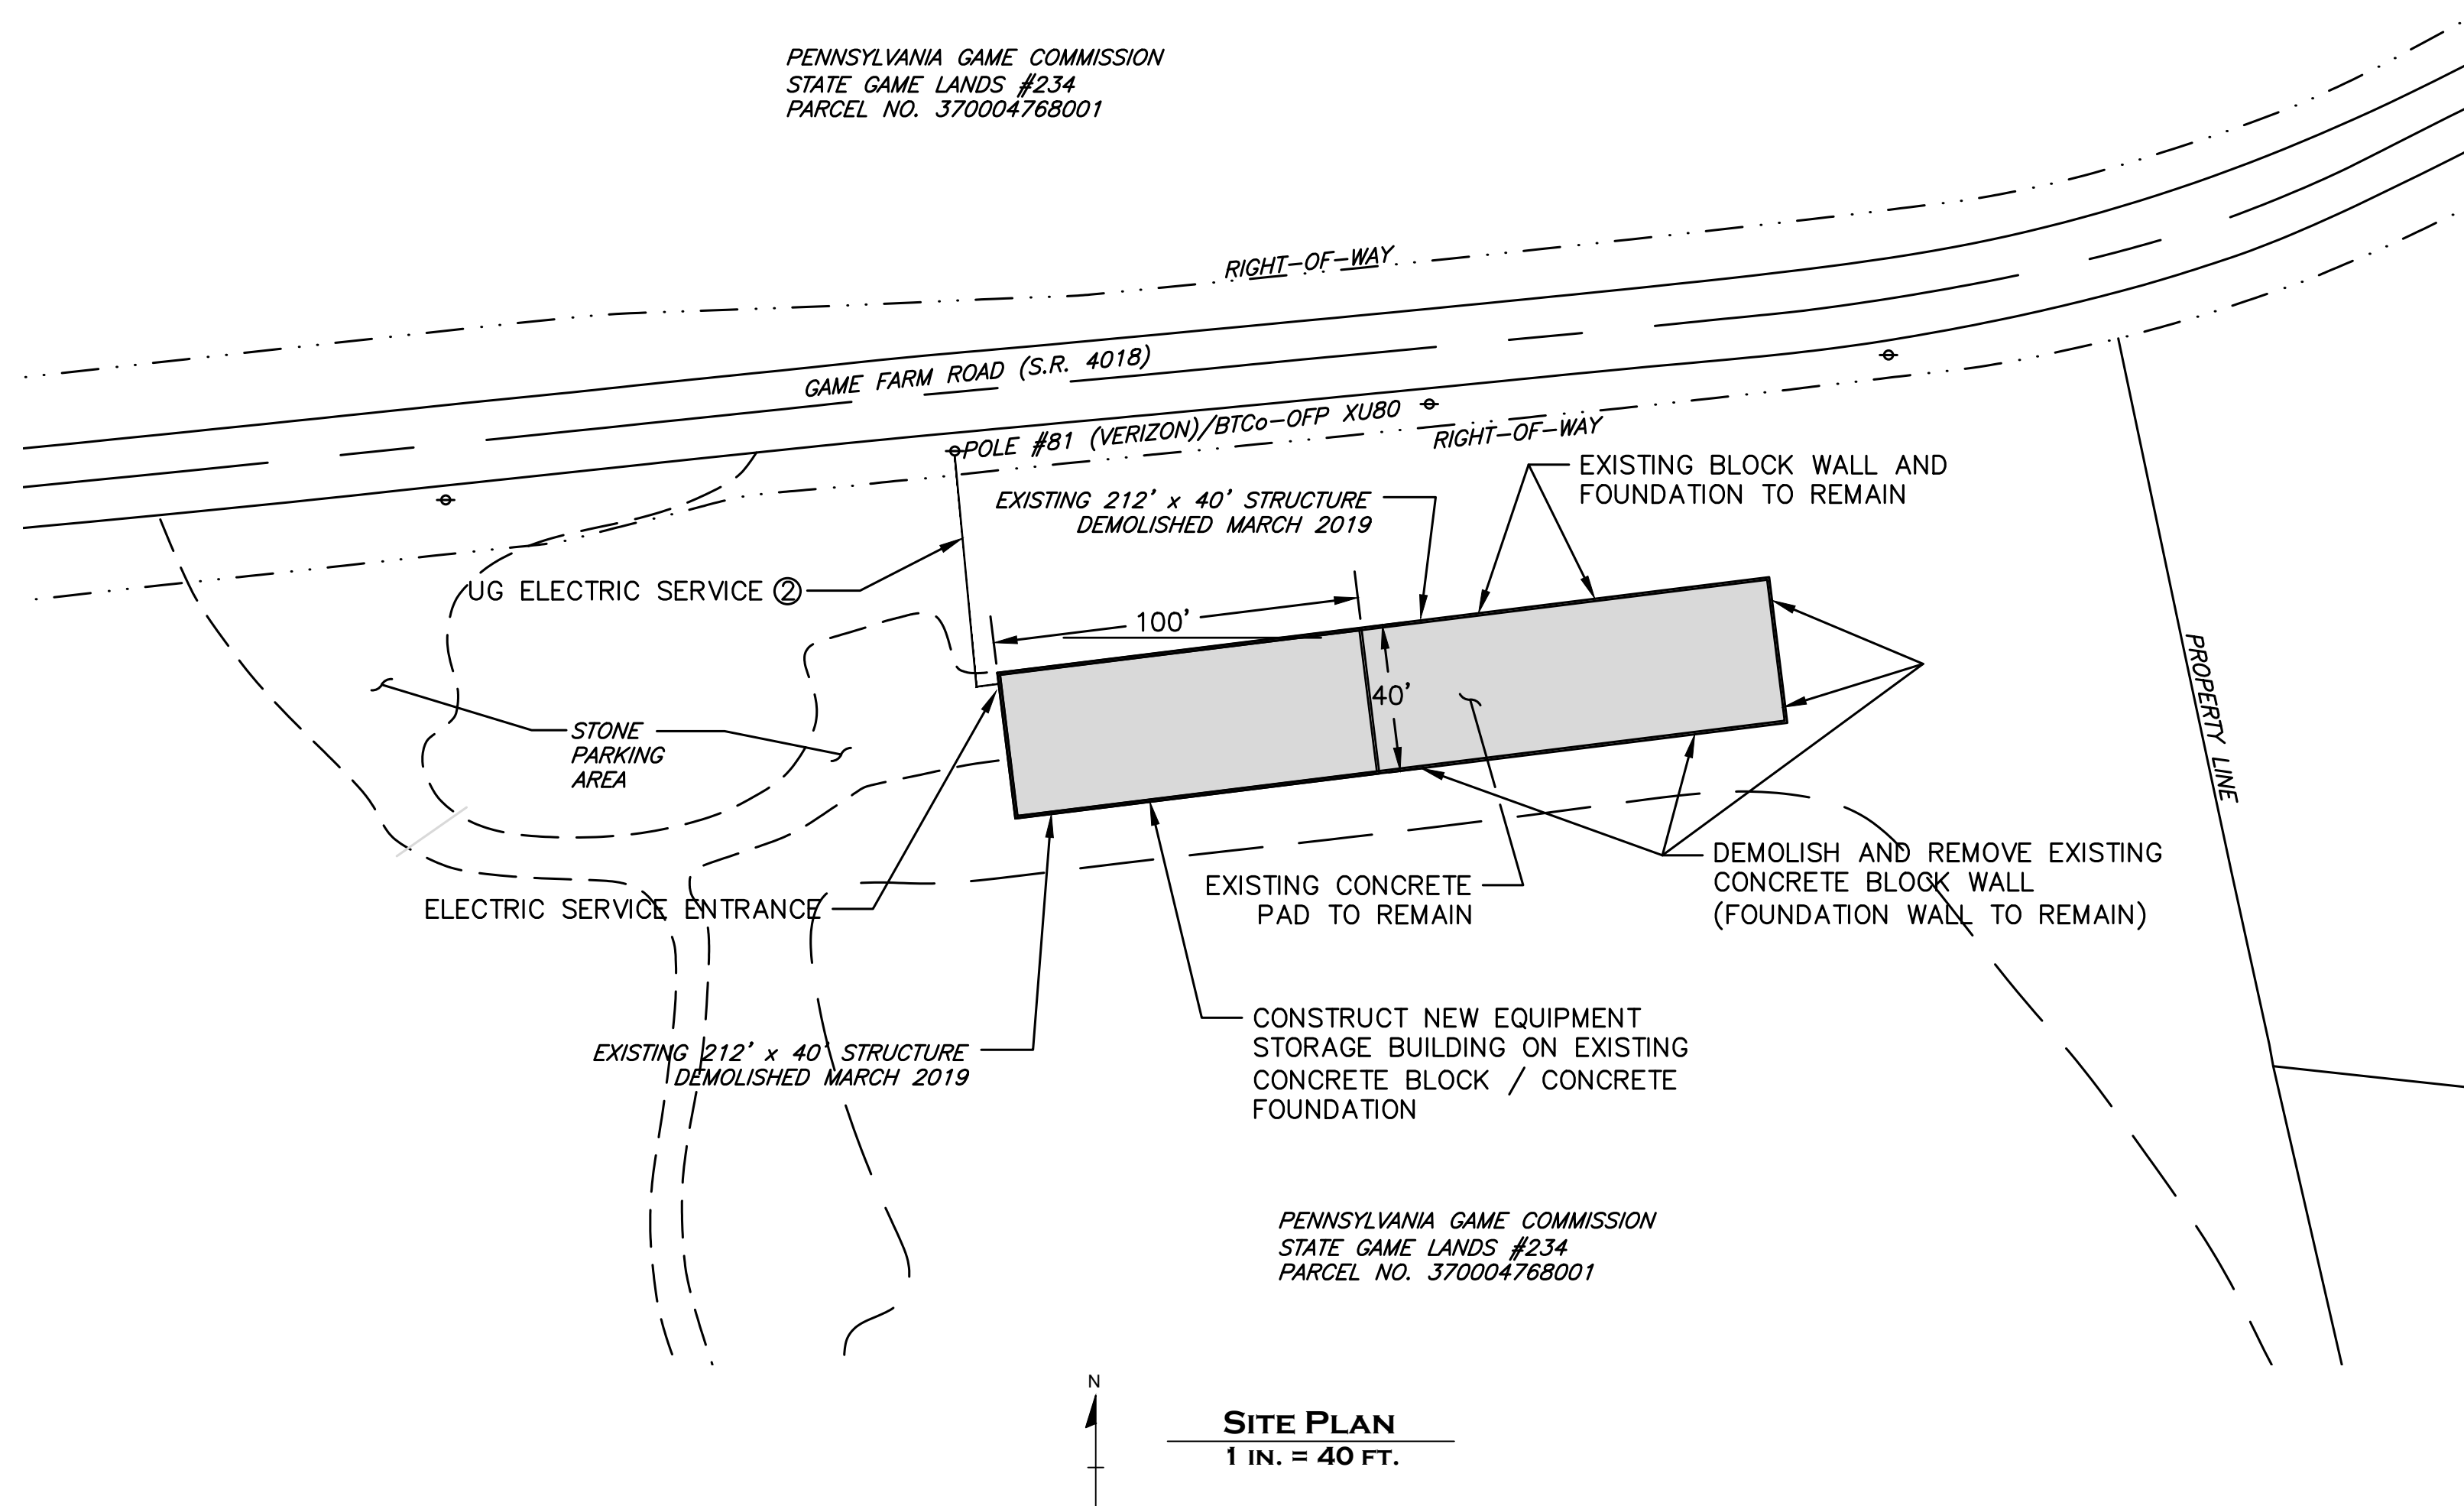 PENNSYLVANIA GAME COMMISSION
STATE GAME LANDS #234
PARCEL NO. 370004768001
RIGHT-OF-WAY
GAME FARM ROAD (S.R. 4018)
POLE #81 (VERIZON)/BTCo-OFP XU80
RIGHT-OF-WAY
EXISTING BLOCK WALL AND
FOUNDATION TO REMAIN
EXISTING 212' x 40' STRUCTURE
DEMOLISHED MARCH 2019
UG ELECTRIC SERVICE 2
100'
40'
PROPERTY LINE
STONE
PARKING
AREA
DEMOLISH AND REMOVE EXISTING
CONCRETE BLOCK WALL
(FOUNDATION WALL TO REMAIN)
EXISTING CONCRETE
PAD TO REMAIN
ELECTRIC SERVICE ENTRANCE
CONSTRUCT NEW EQUIPMENT
STORAGE BUILDING ON EXISTING
CONCRETE BLOCK / CONCRETE
FOUNDATION
EXISTING 212' x 40' STRUCTURE
DEMOLISHED MARCH 2019
PENNSYLVANIA GAME COMMISSION
STATE GAME LANDS #234
PARCEL NO. 370004768001
N
SITE PLAN
1 IN. = 40 FT.